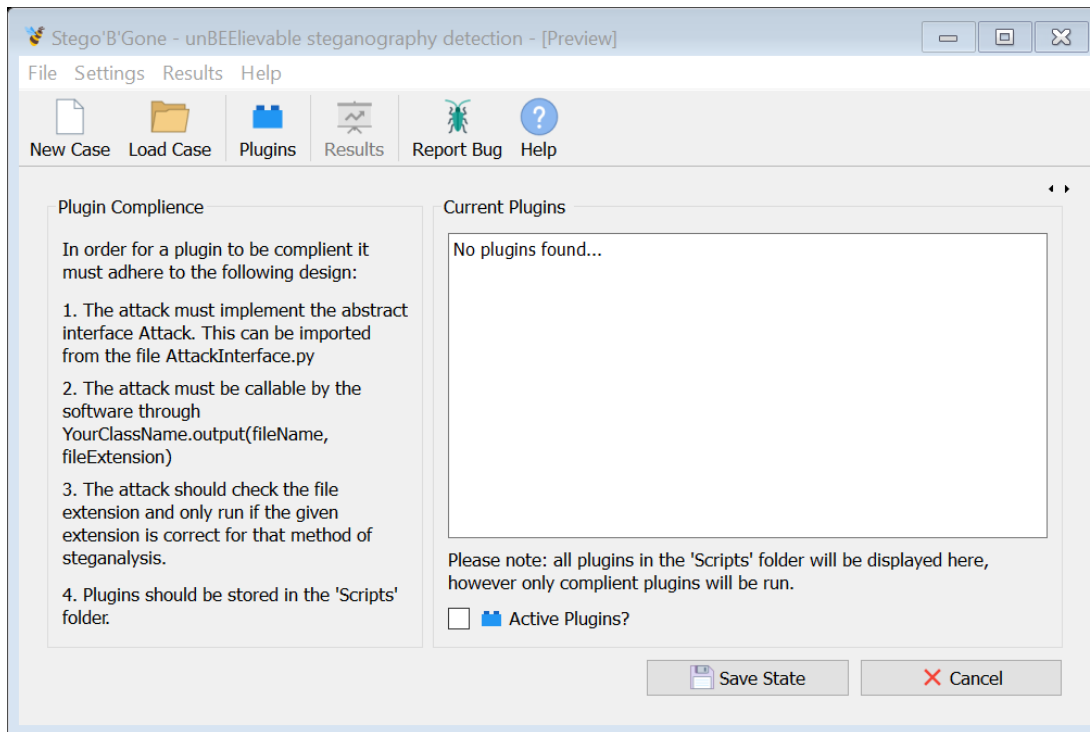 Stego'B'Gone - unBEElievable steganography detection - [Preview]
File Settings Results Help
New Case Load Case Plugins Results Report Bug Help
Plugin Complience
In order for a plugin to be complient it
must adhere to the following design:
1. The attack must implement the abstract
interface Attack. This can be imported
from the file AttackInterface.py
2. The attack must be callable by the
software through
YourClassName.output(fileName,
fileExtension)
3. The attack should check the file
extension and only run if the given
extension is correct for that method of
steganalysis.
4. Plugins should be stored in the 'Scripts'
folder.
Current Plugins
No plugins found...
Please note: all plugins in the 'Scripts' folder will be displayed here,
however only complient plugins will be run.
Active Plugins?
Save State
Cancel